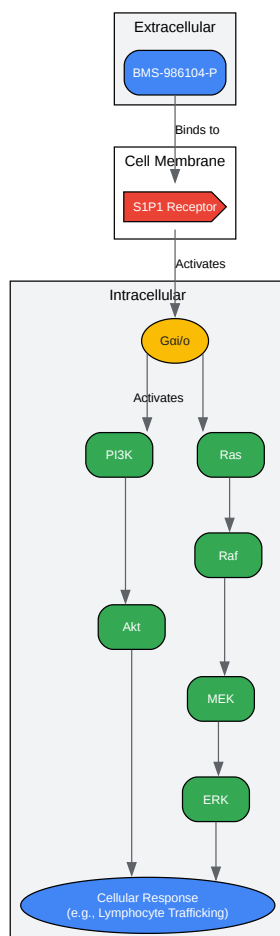 Extracellular
BMS-986104-P
Binds to
Cell Membrane
S1P1 Receptor
Activates
Intracellular
Gαi/o
Activates
PI3K
Ras
Raf
Akt
MEK
ERK
Cellular Response
(e.g., Lymphocyte Trafficking)